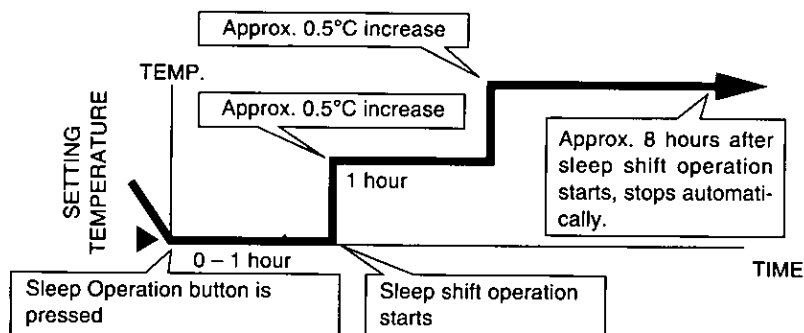 Approx. 0.5°C increase
TEMP.
Approx. 0.5°C increase
SETTING
TEMPERATURE
Approx. 8 hours after
sleep shift operation
starts, stops automati-
cally.
1 hour
0 – 1 hour
TIME
Sleep Operation button is
pressed
Sleep shift operation
starts